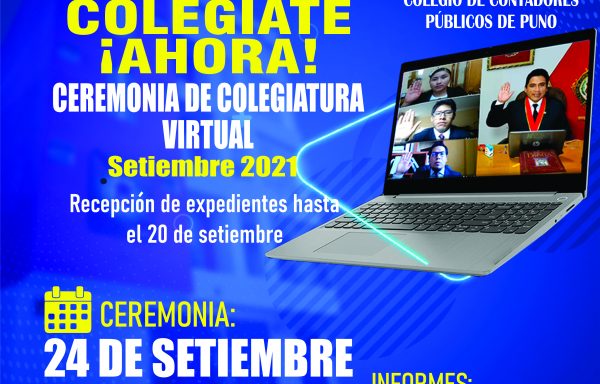 COLEGIO DE CONTADORES
PÚBLICOS DE PUNO
COLEGIATE
¡AHORA!
CEREMONIA DE COLEGIATURA
VIRTUAL
Setiembre 2021
Recepción de expedientes hasta
el 20 de setiembre
CEREMONIA:
24 DE SETIEMBRE
INFORMES: